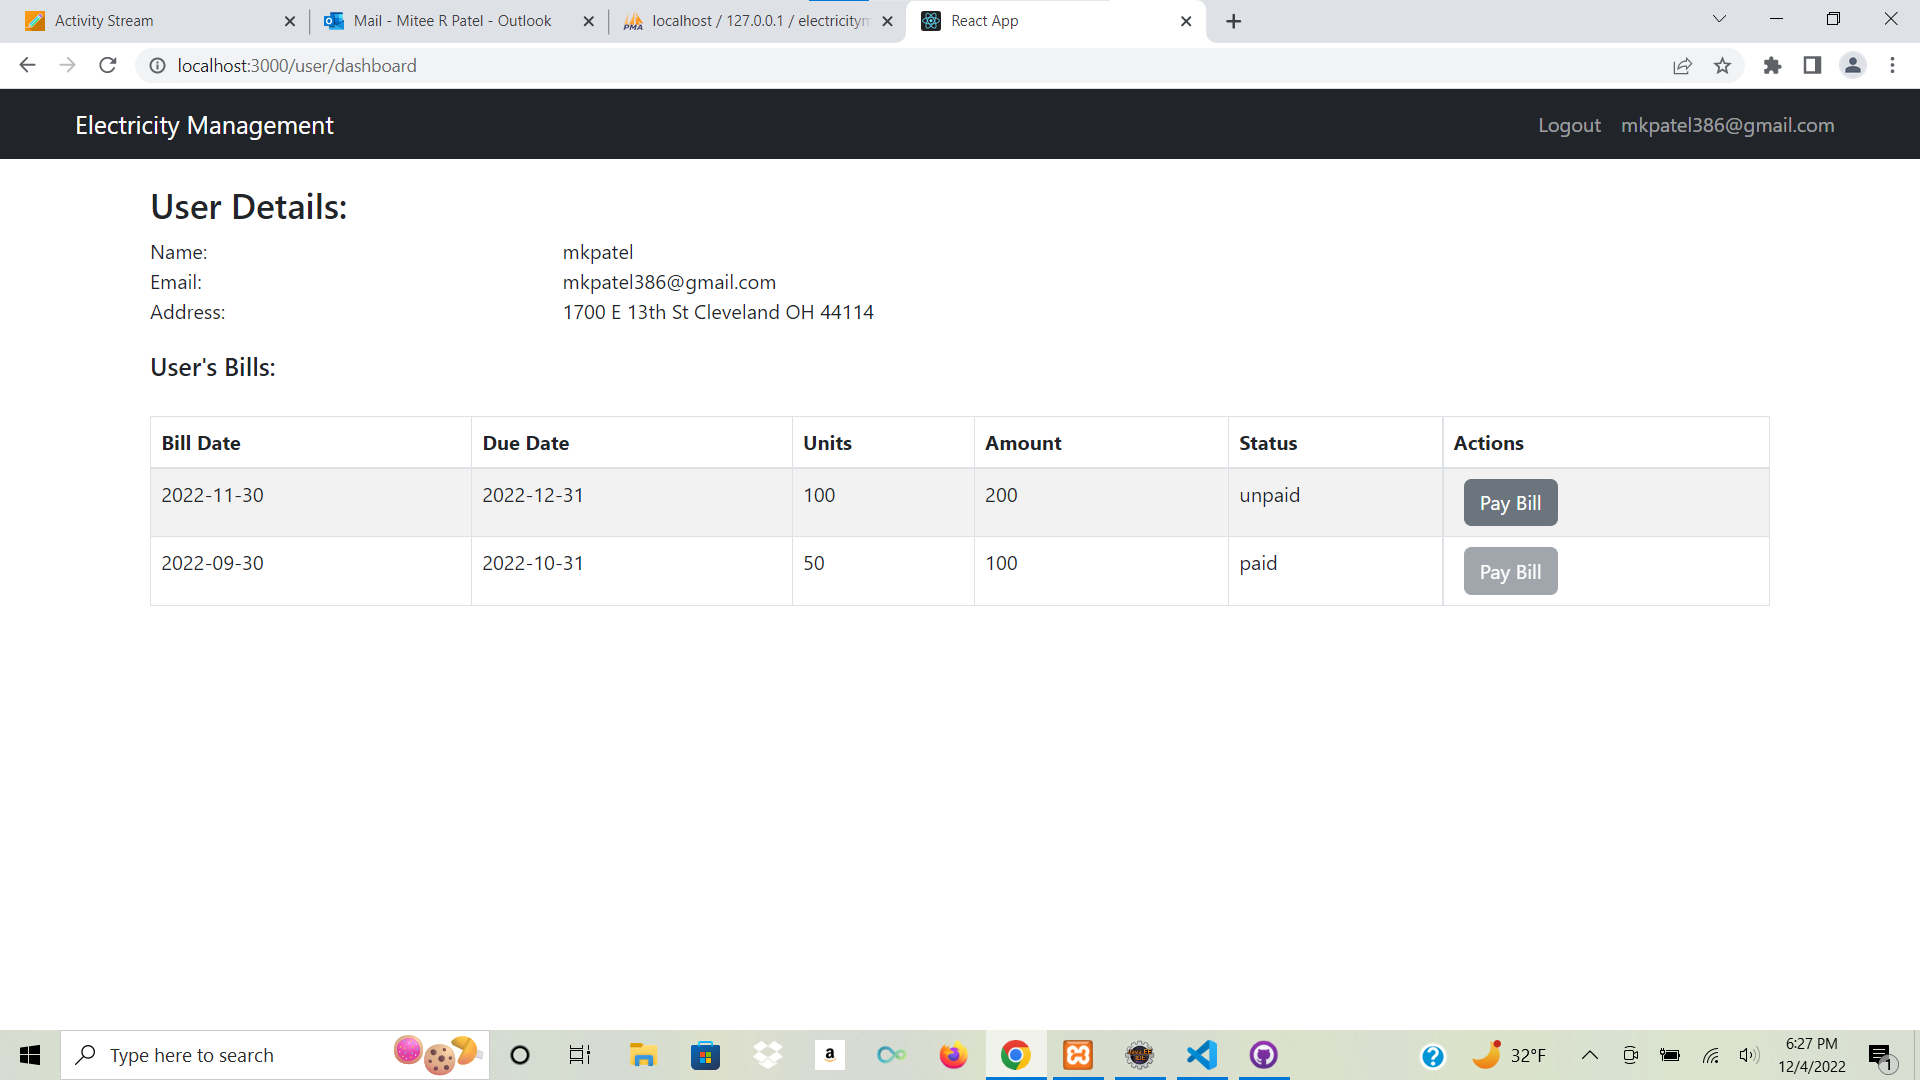 Activity Stream
Mail - Mitee R Patel - Outlook
localhost / 127.0.0.1 / electricitym
React App
localhost:3000/user/dashboard
Electricity Management
Logout mkpatel386@gmail.com
User Details:
Name: mkpatel
Email: mkpatel386@gmail.com
Address: 1700 E 13th St Cleveland OH 44114
User's Bills:
Bill Date Due Date Units Amount Status Actions
2022-11-30 2022-12-31 100 200 unpaid Pay Bill
2022-09-30 2022-10-31 50 100 paid Pay Bill
Type here to search
32°F
6:27 PM
12/4/2022
1